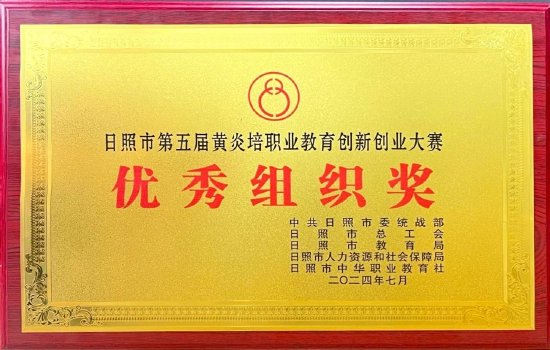 日照市第五届黄炎培职业教育创新创业大赛
优秀组织奖
中共日照市委统战部
日照市总工会
日照市教育局
日照市人力资源和社会保障局
日照市中华职业教育社
二〇二四年七月